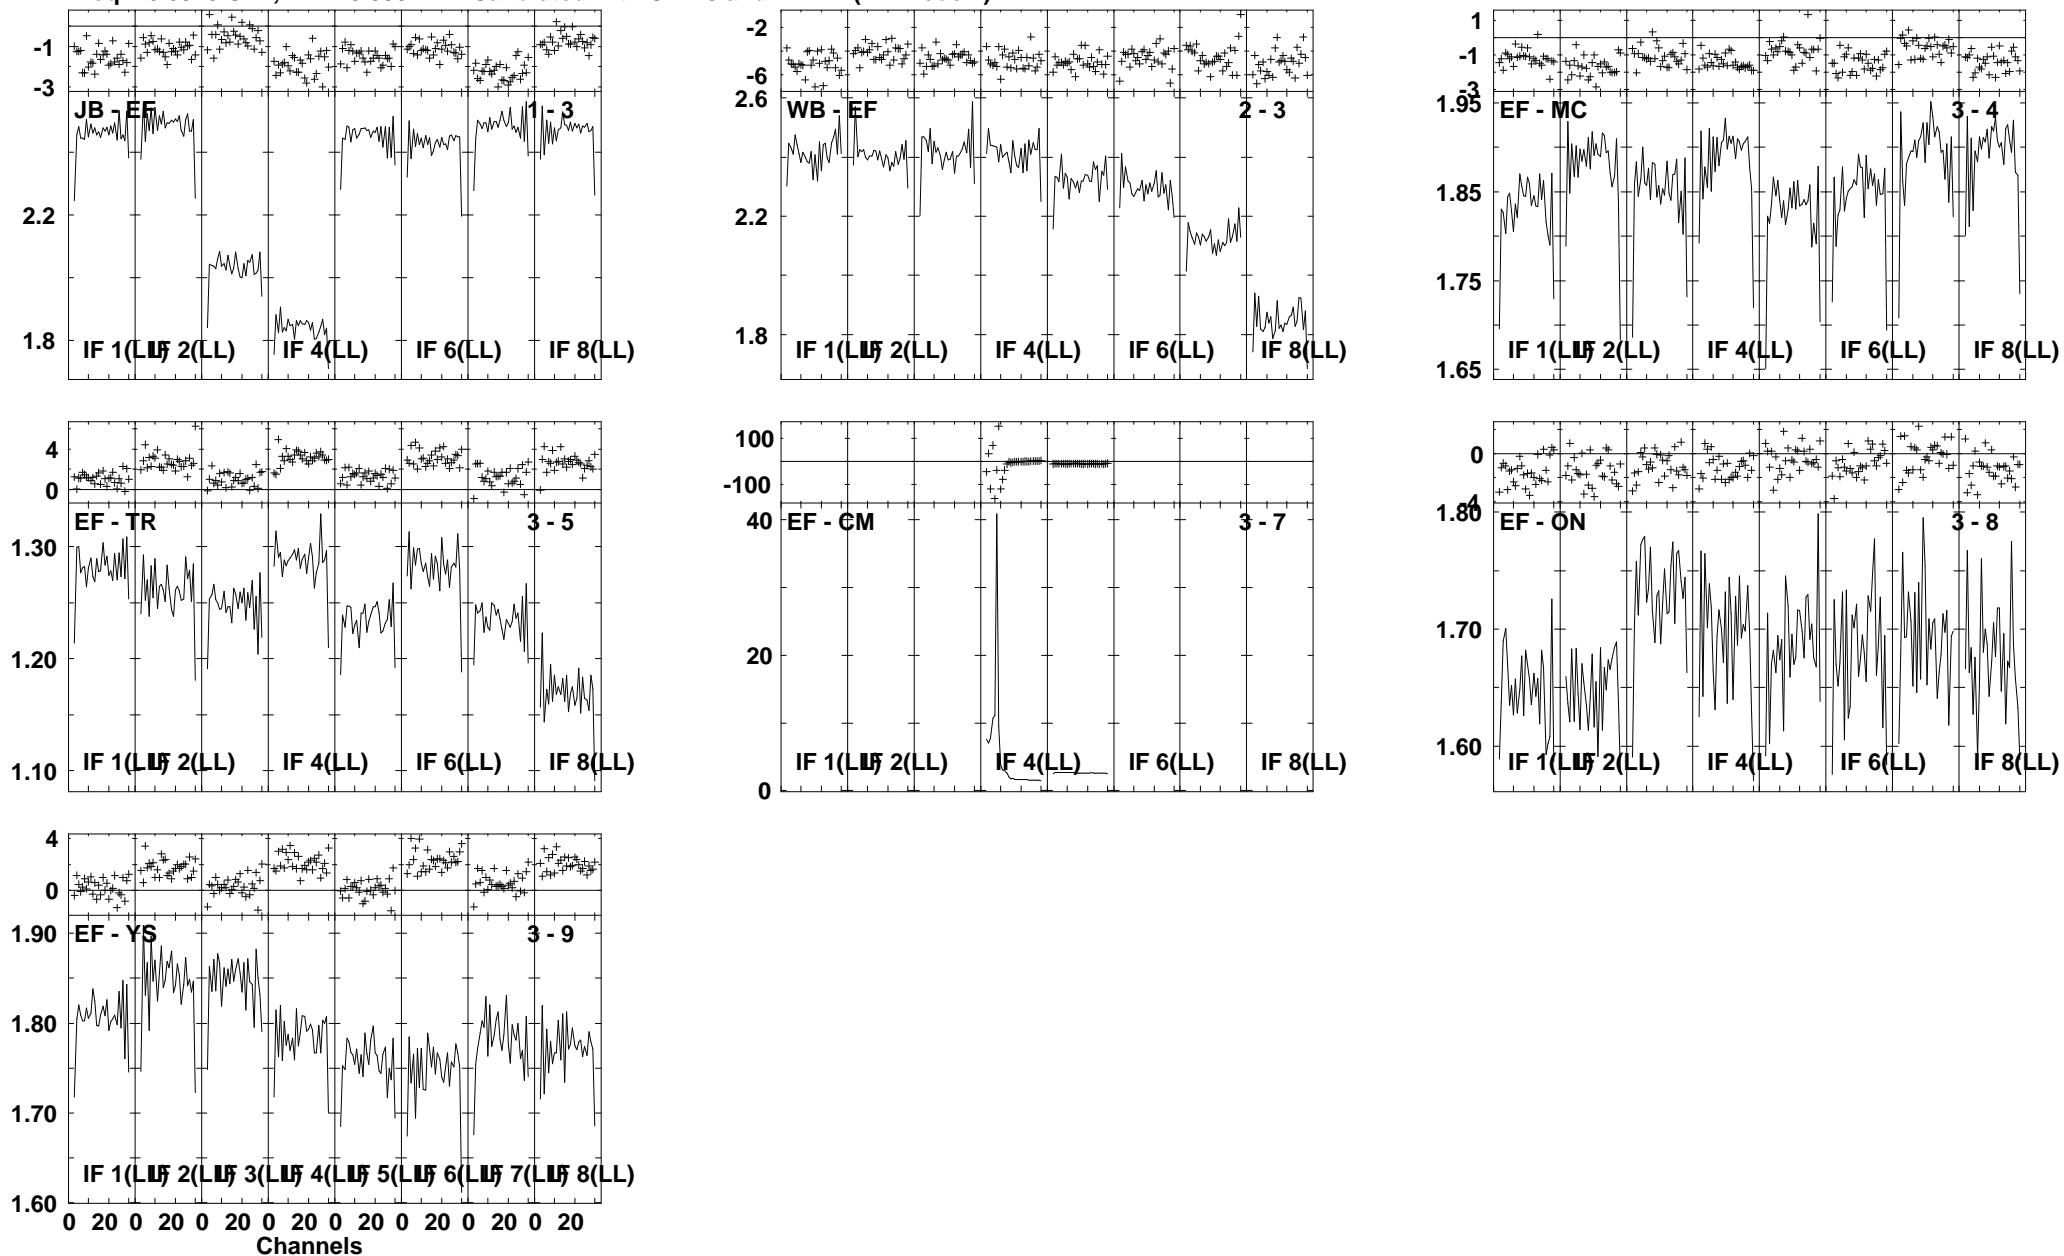 -1
-3
JB - EF
1 - 3
2.2
1.8
IF 1(LL)
IF 2(LL)
IF 4(LL)
IF 6(LL)
IF 8(LL)
-2
-6
2.6
WB - EF
2 - 3
2.2
1.8
IF 1(LL)
IF 2(LL)
IF 4(LL)
IF 6(LL)
IF 8(LL)
1
-1
-3
1.95
EF - MC
3 - 4
1.85
1.75
1.65
IF 1(LL)
IF 2(LL)
IF 4(LL)
IF 6(LL)
IF 8(LL)
4
0
EF - TR
3 - 5
1.30
1.20
1.10
IF 1(LL)
IF 2(LL)
IF 4(LL)
IF 6(LL)
IF 8(LL)
100
-100
40
EF - CM
3 - 7
20
0
IF 1(LL)
IF 2(LL)
IF 4(LL)
IF 6(LL)
IF 8(LL)
0
-4
1.80
EF - ON
3 - 8
1.70
1.60
IF 1(LL)
IF 2(LL)
IF 4(LL)
IF 6(LL)
IF 8(LL)
4
0
1.90
EF - YS
3 - 9
1.80
1.70
1.60
IF 1(LL)
IF 2(LL)
IF 3(LL)
IF 4(LL)
IF 5(LL)
IF 6(LL)
IF 7(LL)
IF 8(LL)
0 20 0 20 0 20 0 20 0 20 0 20 0 20 0 20
Channels